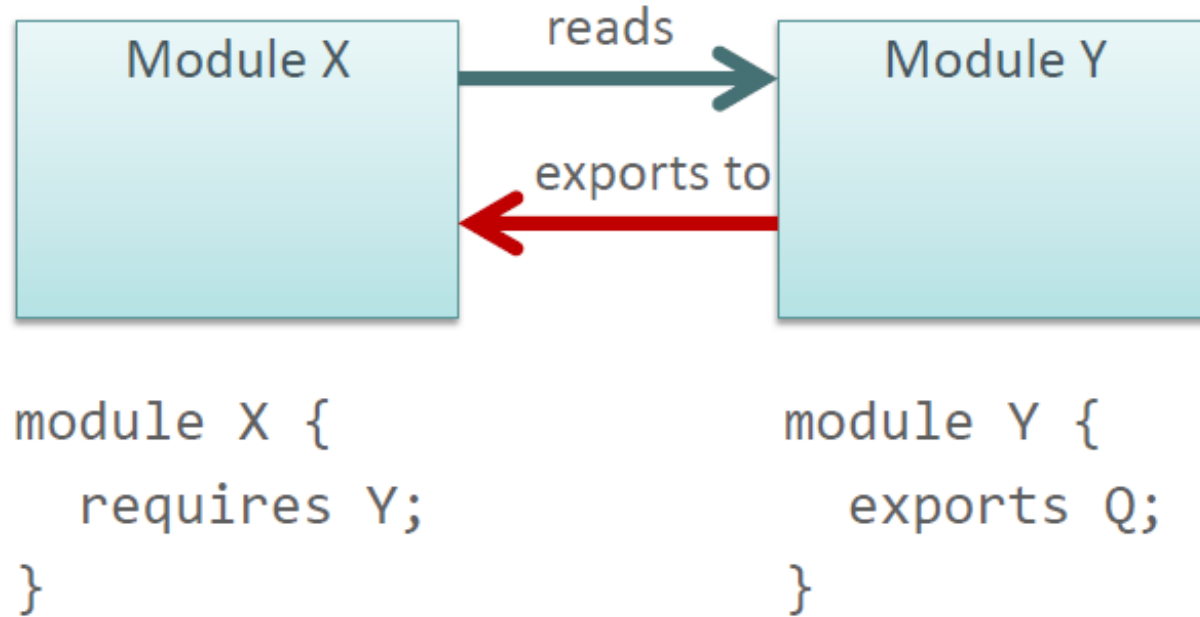 Module X
reads
Module Y
exports to
module X {
  requires Y;
}
module Y {
  exports Q;
}